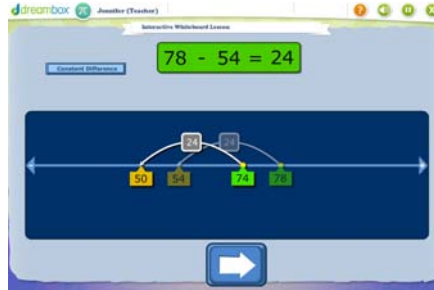 dreambox Jennifer (Teacher)
Interactive Whiteboard Lesson
78 - 54 = 24
Constant Difference
24 24
50 54 74 78